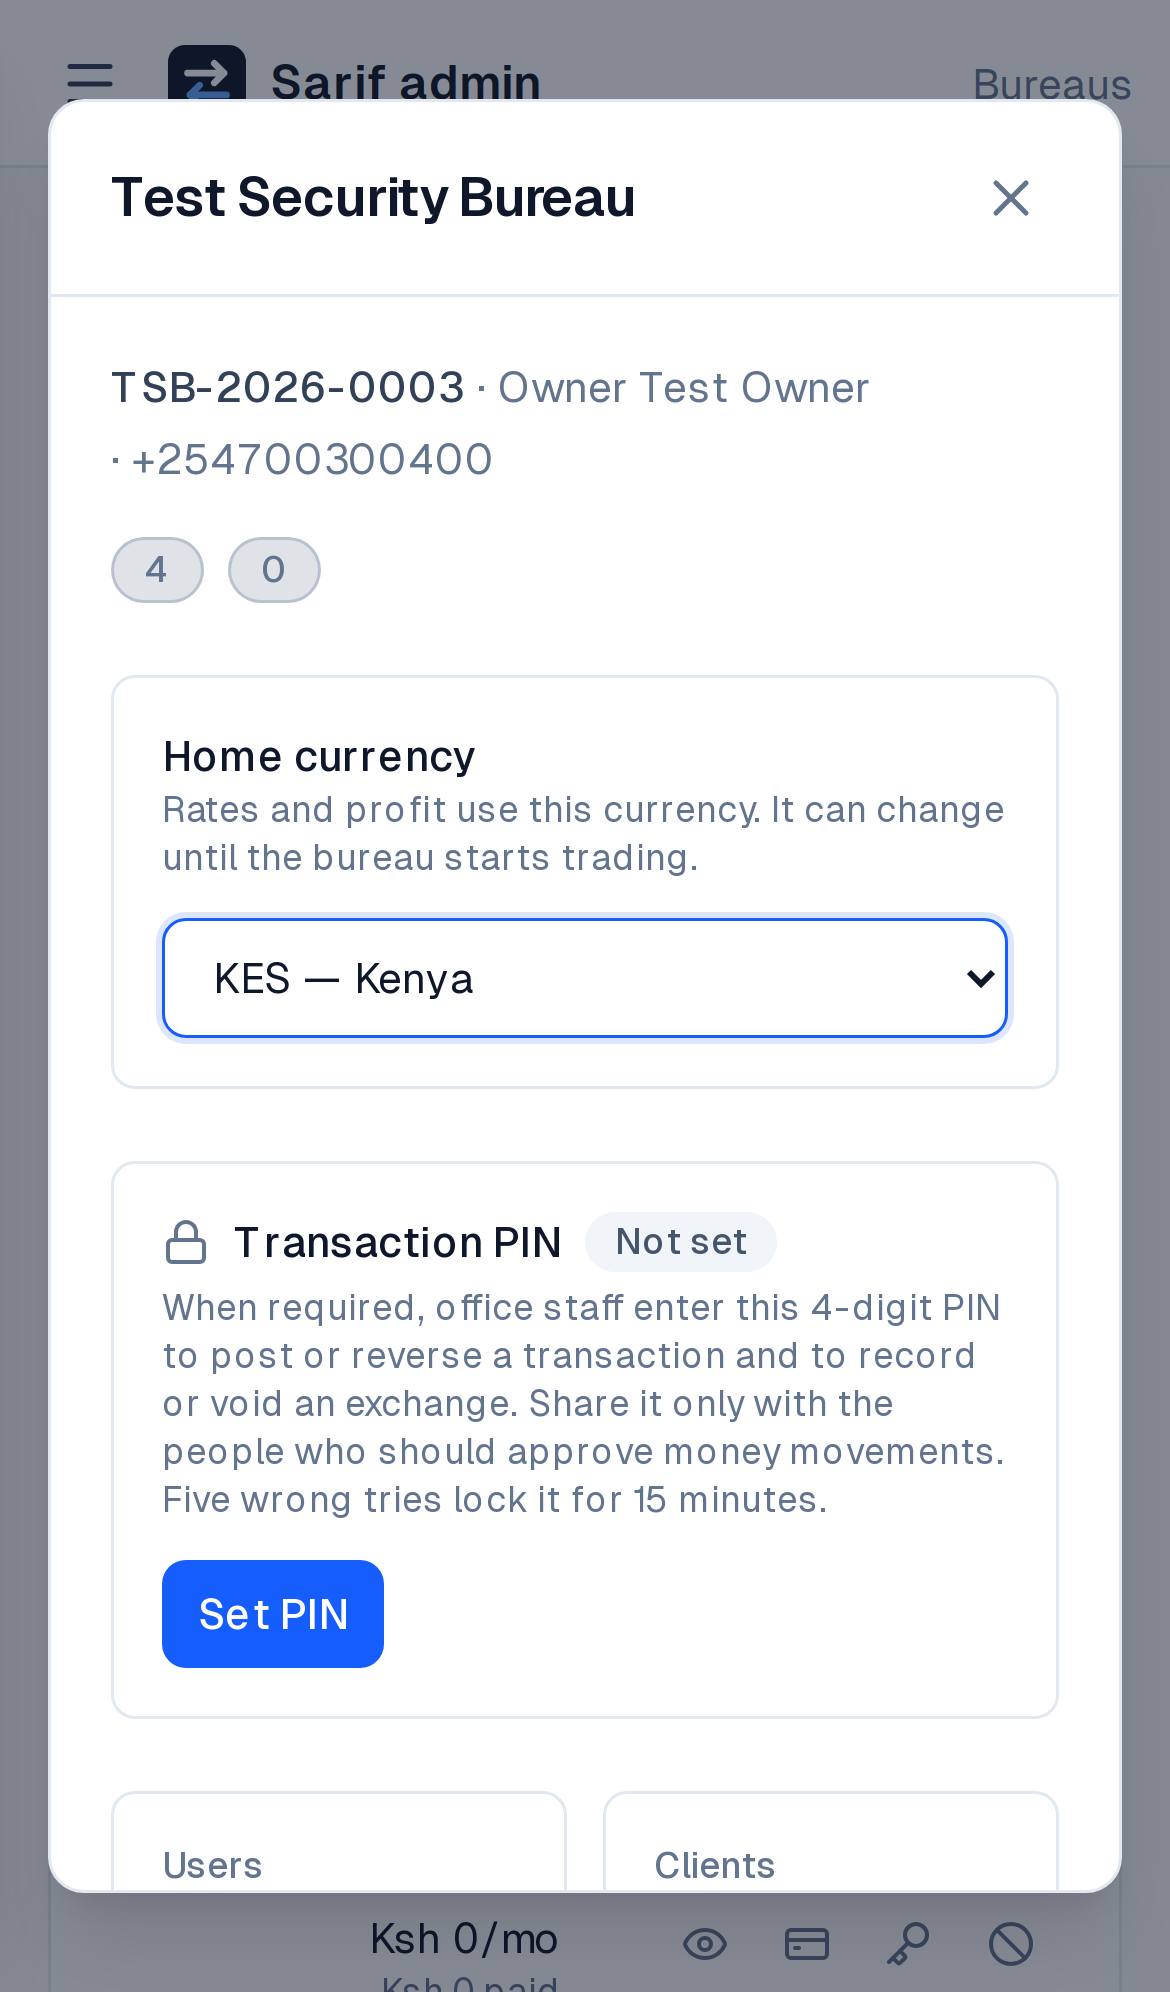 Sarif admin
Bureaus
Test Security Bureau
TSB-2026-0003 · Owner Test Owner
· +254700300400
4 0
Home currency
Rates and profit use this currency. It can change
until the bureau starts trading.
KES — Kenya
Transaction PIN Not set
When required, office staff enter this 4-digit PIN
to post or reverse a transaction and to record
or void an exchange. Share it only with the
people who should approve money movements.
Five wrong tries lock it for 15 minutes.
Set PIN
Users Clients
Ksh 0/mo
Ksh 0 paid